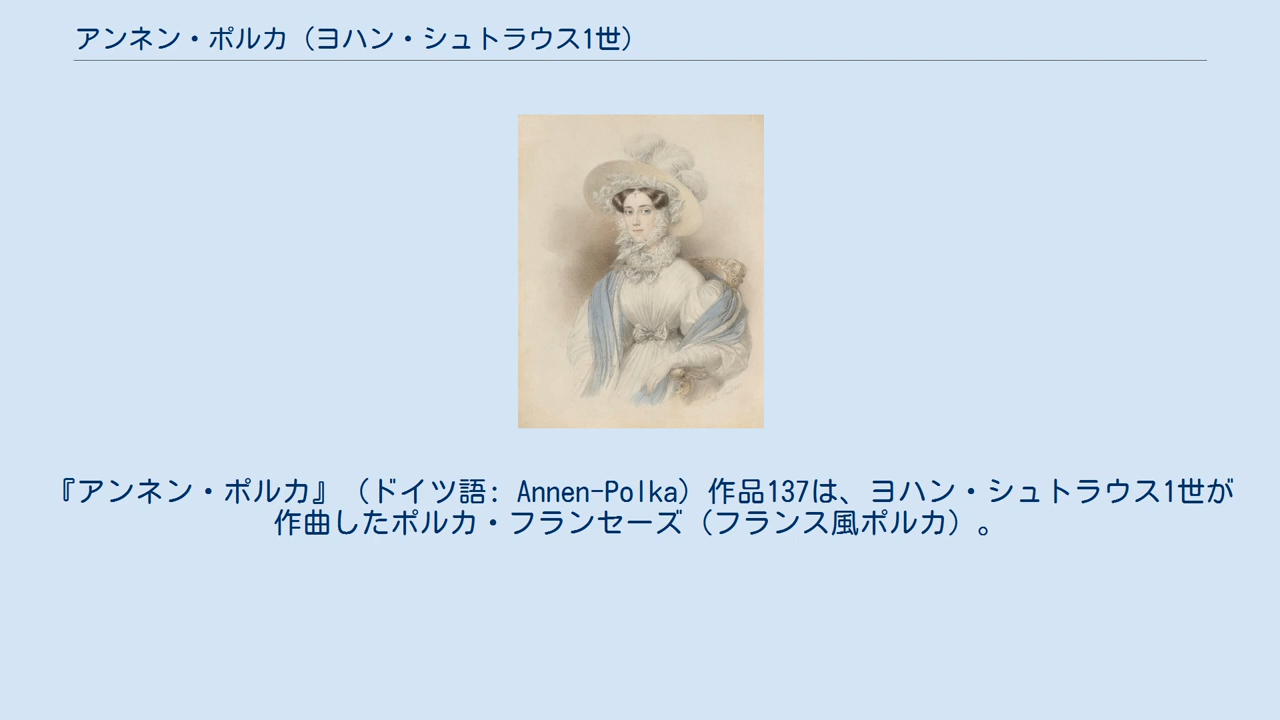 アンネン・ポルカ（ヨハン・シュトラウス1世）
『アンネン・ポルカ』（ドイツ語: Annen-Polka）作品137は、ヨハン・シュトラウス1世が
作曲したポルカ・フランセーズ（フランス風ポルカ）。